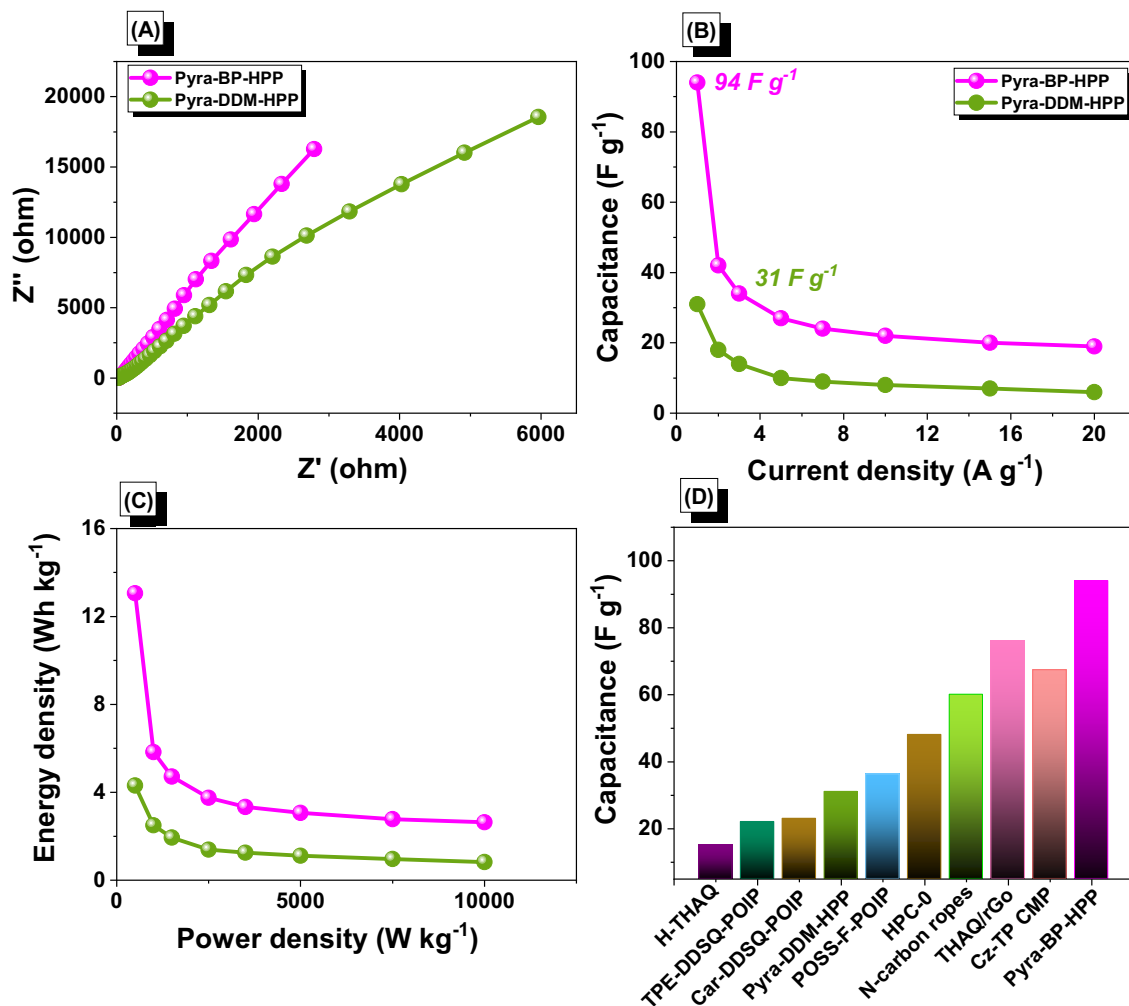 (A)
Pyra-BP-HPP
Pyra-DDM-HPP
20000
15000
10000
5000
0
Z'' (ohm)
0
2000
4000
6000
Z' (ohm)
(B)
94 F g-1
31 F g-1
Pyra-BP-HPP
Pyra-DDM-HPP
100
80
60
40
20
0
Capacitance (F g-1)
0
4
8
12
16
20
Current density (A g-1)
(C)
16
12
8
4
0
Energy density (Wh kg-1)
0
5000
10000
Power density (W kg-1)
(D)
100
80
60
40
20
Capacitance (F g-1)
H-THAQ
TPE-DDSQ-POIP
Car-DDSQ-POIP
Pyra-DDM-HPP
POSS-F-POIP
HPC-0
N-carbon ropes
THAQ/rGo
Cz-TP CMP
Pyra-BP-HPP